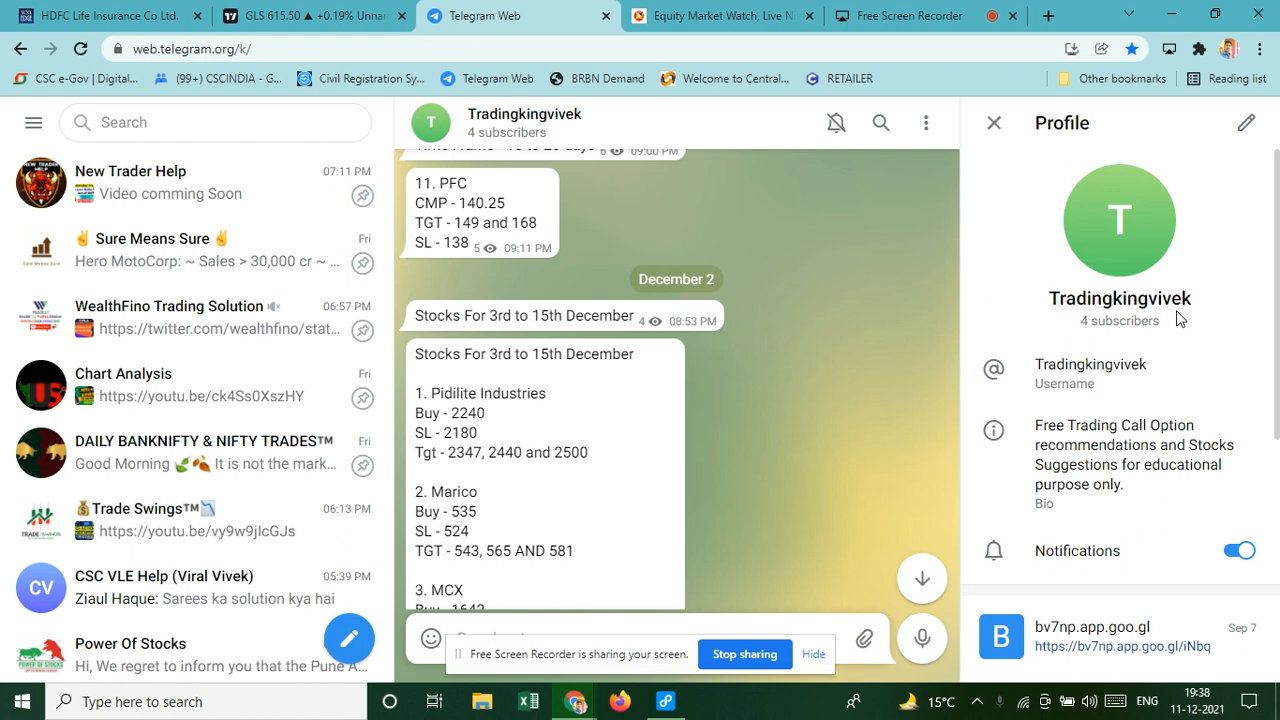 HDFC Life Insurance Co Ltd.
GLS 615.50 ▲ +0.19% Unnan
Telegram Web
Equity Market Watch, Live N
Free Screen Recorder
web.telegram.org/k/
CSC e-Gov | Digital...
(99+) CSCINDIA - G...
Civil Registration Sy...
Telegram Web
BRBN Demand
Welcome to Central...
RETAILER
Other bookmarks
Reading list
Search
New Trader Help
07:11 PM
Video comming Soon
✌ Sure Means Sure ✌
Fri
Hero MotoCorp: ~ Sales > 30,000 cr ~ ...
WealthFino Trading Solution
06:57 PM
https://twitter.com/wealthfino/stat...
Chart Analysis
Fri
https://youtu.be/ck4Ss0XszHY
DAILY BANKNIFTY & NIFTY TRADES™
Fri
Good Morning 🍃🍂 It is not the mark...
💰Trade Swings™📉
06:13 PM
https://youtu.be/vy9w9jIcGJs
CV
CSC VLE Help (Viral Vivek)
05:39 PM
Ziaul Haque: Sarees ka solution kya hai
Power Of Stocks
Hi, We regret to inform you that the Pune A...
T
Tradingkingvivek
4 subscribers
09:00 PM
11. PFC
CMP - 140.25
TGT - 149 and 168
SL - 138
5 09:11 PM
December 2
Stocks For 3rd to 15th December
4 08:53 PM
Stocks For 3rd to 15th December
1. Pidilite Industries
Buy - 2240
SL - 2180
Tgt - 2347, 2440 and 2500
2. Marico
Buy - 535
SL - 524
TGT - 543, 565 AND 581
3. MCX
Buy - 1642
Free Screen Recorder is sharing your screen.
Stop sharing
Hide
Profile
T
Tradingkingvivek
4 subscribers
Tradingkingvivek
Username
Free Trading Call Option
recommendations and Stocks
Suggestions for educational
purpose only.
Bio
Notifications
B
bv7np.app.goo.gl
Sep 7
https://bv7np.app.goo.gl/iNbq
Type here to search
15°C
ENG
19:38
11-12-2021